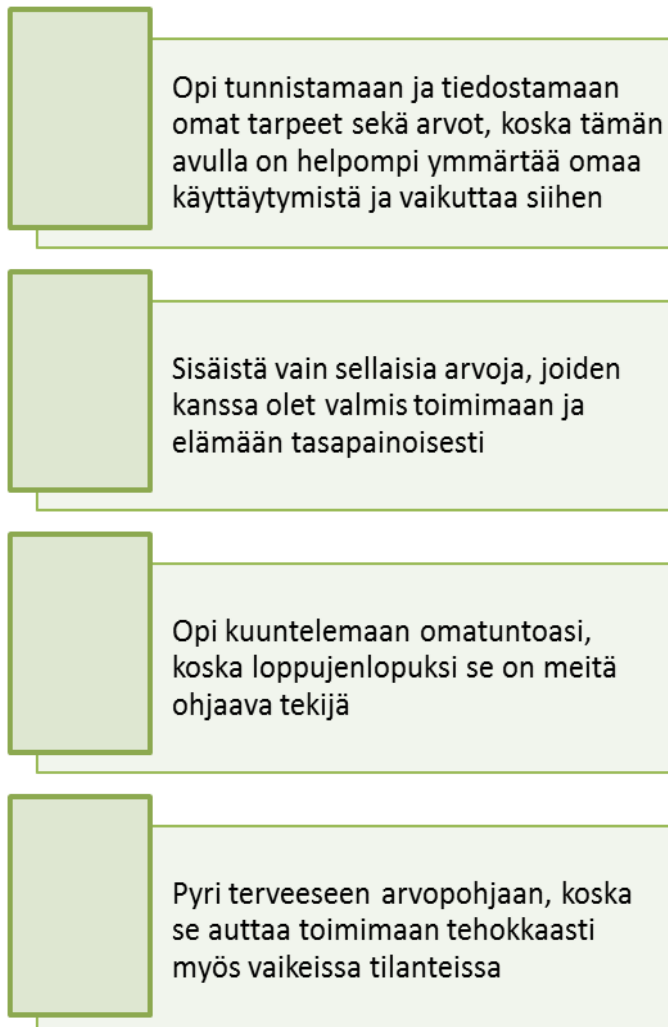 Opi tunnistamaan ja tiedostamaan
omat tarpeet sekä arvot, koska tämän
avulla on helpompi ymmärtää omaa
käyttäytymistä ja vaikuttaa siihen
Sisäistä vain sellaisia arvoja, joiden
kanssa olet valmis toimimaan ja
elämään tasapainoisesti
Opi kuuntelemaan omatuntoasi,
koska loppujenlopuksi se on meitä
ohjaava tekijä
Pyri terveeseen arvopohjaan, koska
se auttaa toimimaan tehokkaasti
myös vaikeissa tilanteissa